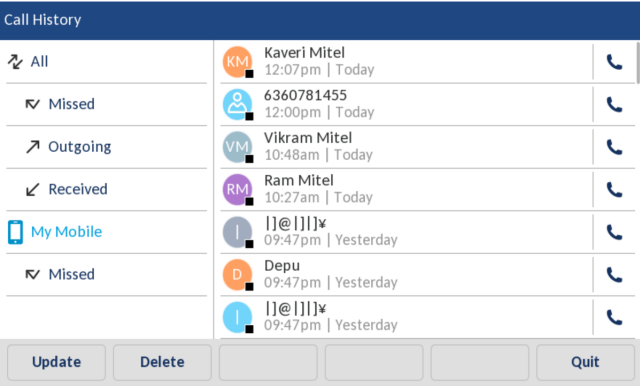 Call History
All
Missed
Outgoing
Received
My Mobile
Missed
KM
Kaveri Mitel
12:07pm | Today
6360781455
12:00pm | Today
VM
Vikram Mitel
10:48am | Today
RM
Ram Mitel
10:27am | Today
|
|]@|]|]¥
09:47pm | Yesterday
D
Depu
09:47pm | Yesterday
|
|]@|]|]¥
09:47pm | Yesterday
Update
Delete
Quit